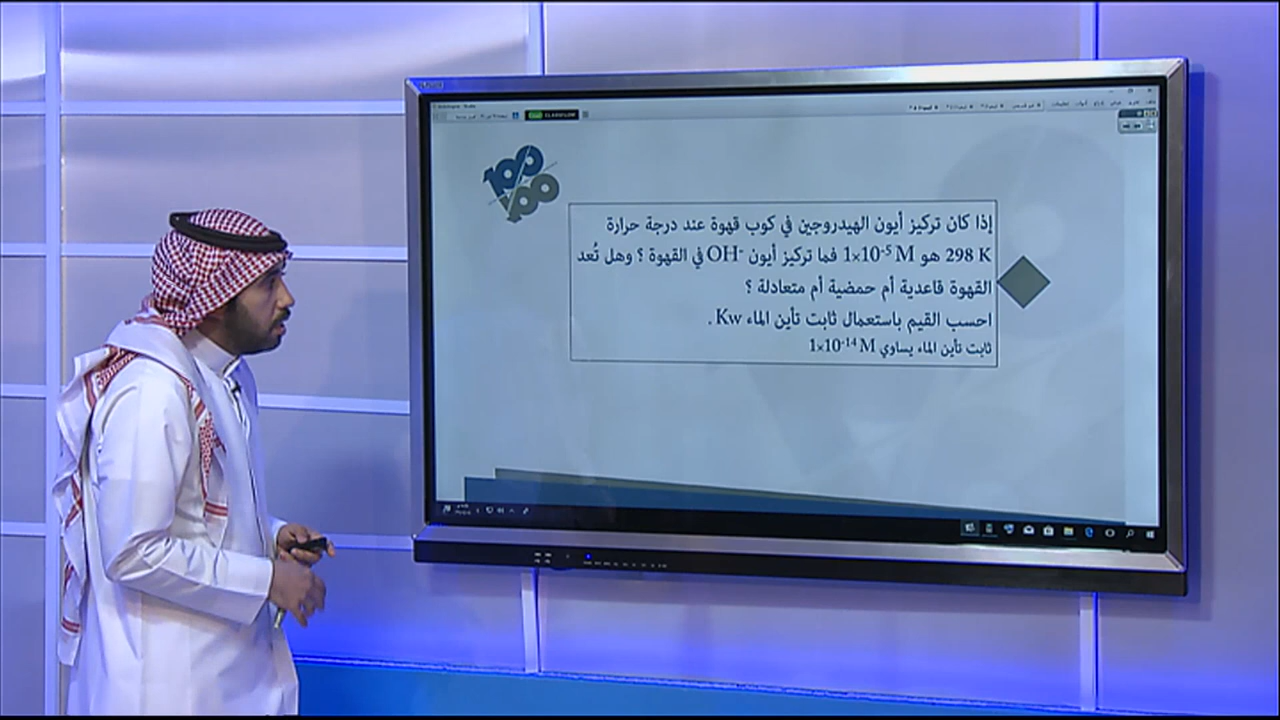 100
100
إذا كان تركيز أيون الهيدروجين في كوب قهوة عند درجة حرارة
298 K هو 1×10⁻⁵ M فما تركيز أيون OH⁻ في القهوة ؟ وهل تُعد
القهوة قاعدية أم حمضية أم متعادلة ؟
احسب القيم باستعمال ثابت تأين الماء Kw .
ثابت تأين الماء يساوي 1×10⁻¹⁴ M